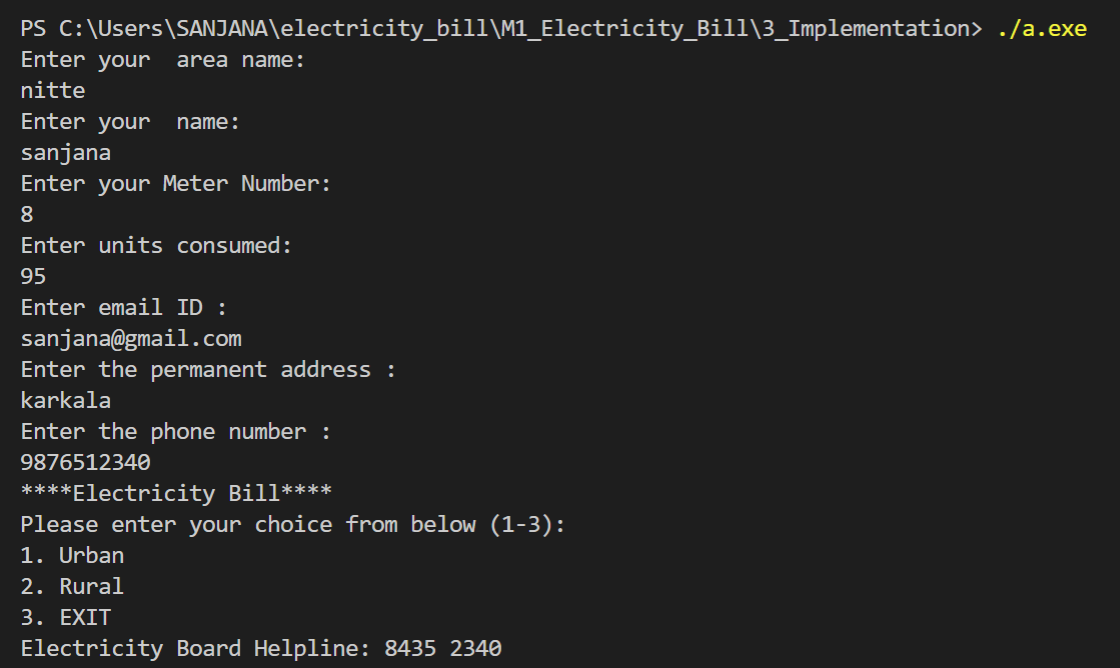 PS C:\Users\SANJANA\electricity_bill\M1_Electricity_Bill\3_Implementation> ./a.exe
Enter your  area name:
nitte
Enter your  name:
sanjana
Enter your Meter Number:
8
Enter units consumed:
95
Enter email ID :
sanjana@gmail.com
Enter the permanent address :
karkala
Enter the phone number :
9876512340
****Electricity Bill****
Please enter your choice from below (1-3):
1. Urban
2. Rural
3. EXIT
Electricity Board Helpline: 8435 2340